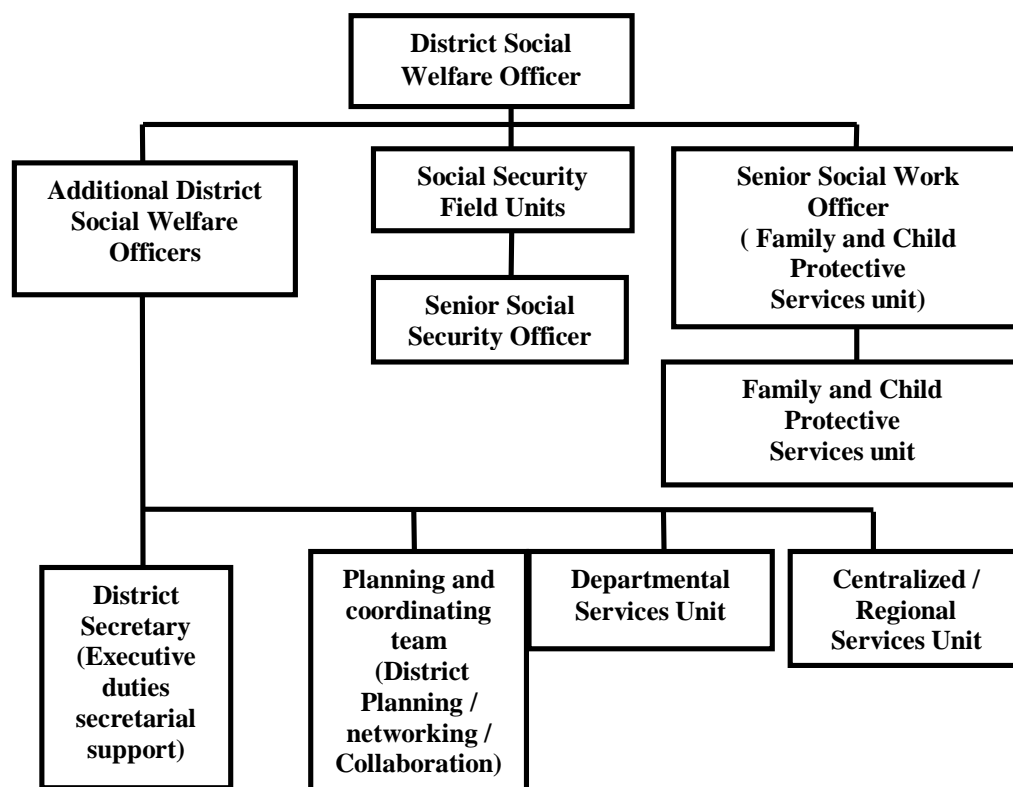 District Social
Welfare Officer
Additional District
Social Welfare
Officers
Social Security
Field Units
Senior Social Work
Officer
( Family and Child
Protective
Services unit)
Senior Social
Security Officer
Family and Child
Protective
Services unit
District
Secretary
(Executive
duties
secretarial
support)
Planning and
coordinating
team
(District
Planning /
networking /
Collaboration)
Departmental
Services Unit
Centralized /
Regional
Services Unit